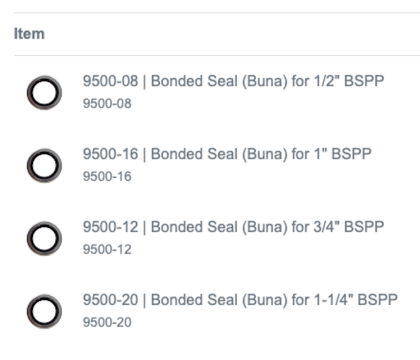 Item
9500-08 | Bonded Seal (Buna) for 1/2" BSPP
9500-08
9500-16 | Bonded Seal (Buna) for 1" BSPP
9500-16
9500-12 | Bonded Seal (Buna) for 3/4" BSPP
9500-12
9500-20 | Bonded Seal (Buna) for 1-1/4" BSPP
9500-20